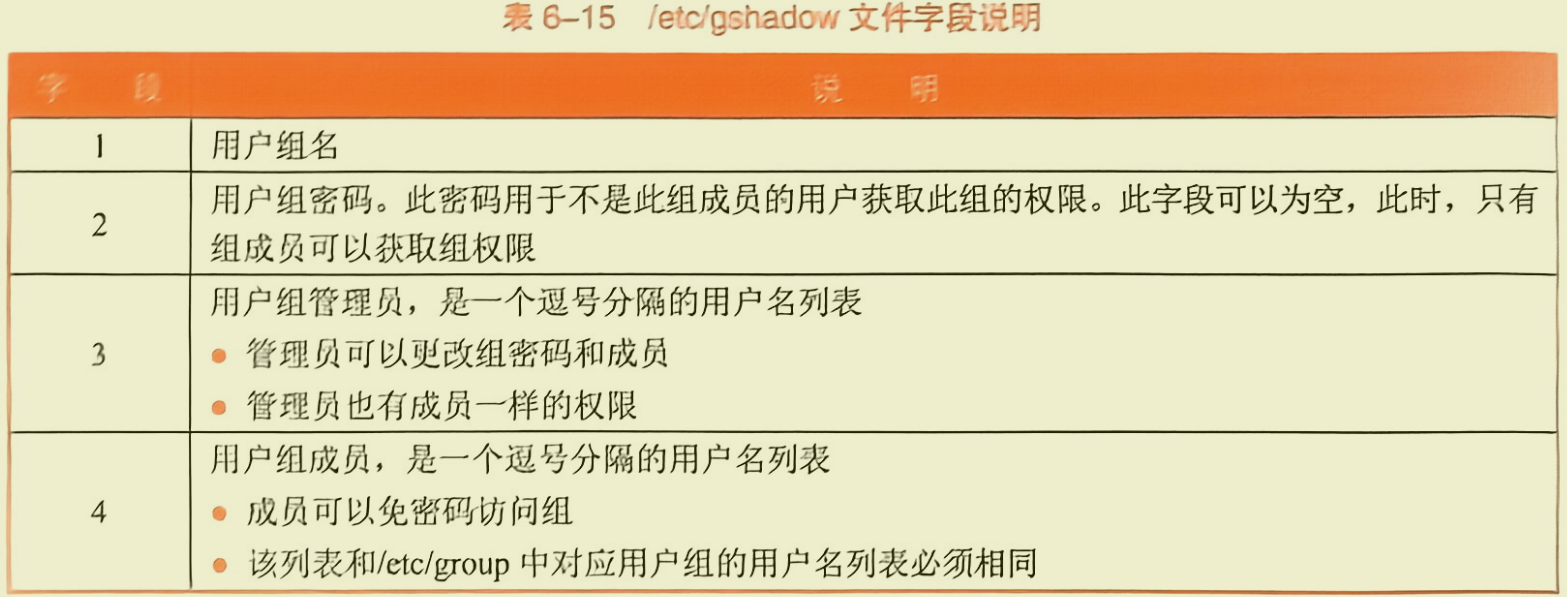 表 6–15 /etc/gshadow 文件字段说明
字 段 说 明
1 用户组名
2 用户组密码。此密码用于不是此组成员的用户获取此组的权限。此字段可以为空，此时，只有
组成员可以获取组权限
3 用户组管理员，是一个逗号分隔的用户名列表
● 管理员可以更改组密码和成员
● 管理员也有成员一样的权限
4 用户组成员，是一个逗号分隔的用户名列表
● 成员可以免密码访问组
● 该列表和/etc/group 中对应用户组的用户名列表必须相同